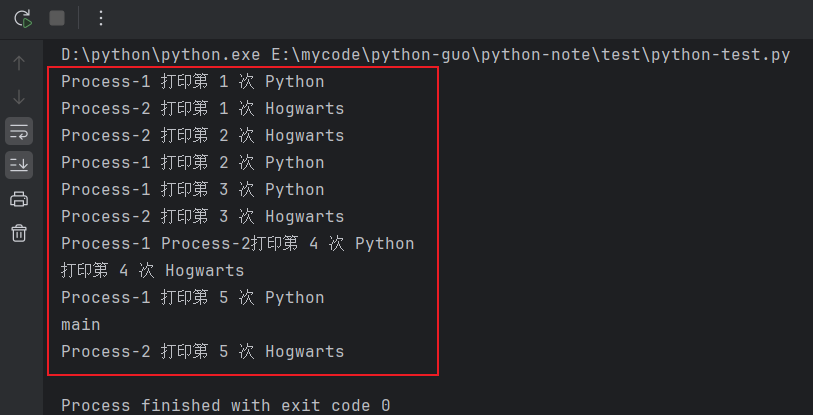 D:\python\python.exe E:\mycode\python-guo\python-note\test\python-test.py
Process-1 打印第 1 次 Python
Process-2 打印第 1 次 Hogwarts
Process-2 打印第 2 次 Hogwarts
Process-1 打印第 2 次 Python
Process-1 打印第 3 次 Python
Process-2 打印第 3 次 Hogwarts
Process-1 Process-2打印第 4 次 Python
打印第 4 次 Hogwarts
Process-1 打印第 5 次 Python
main
Process-2 打印第 5 次 Hogwarts
Process finished with exit code 0